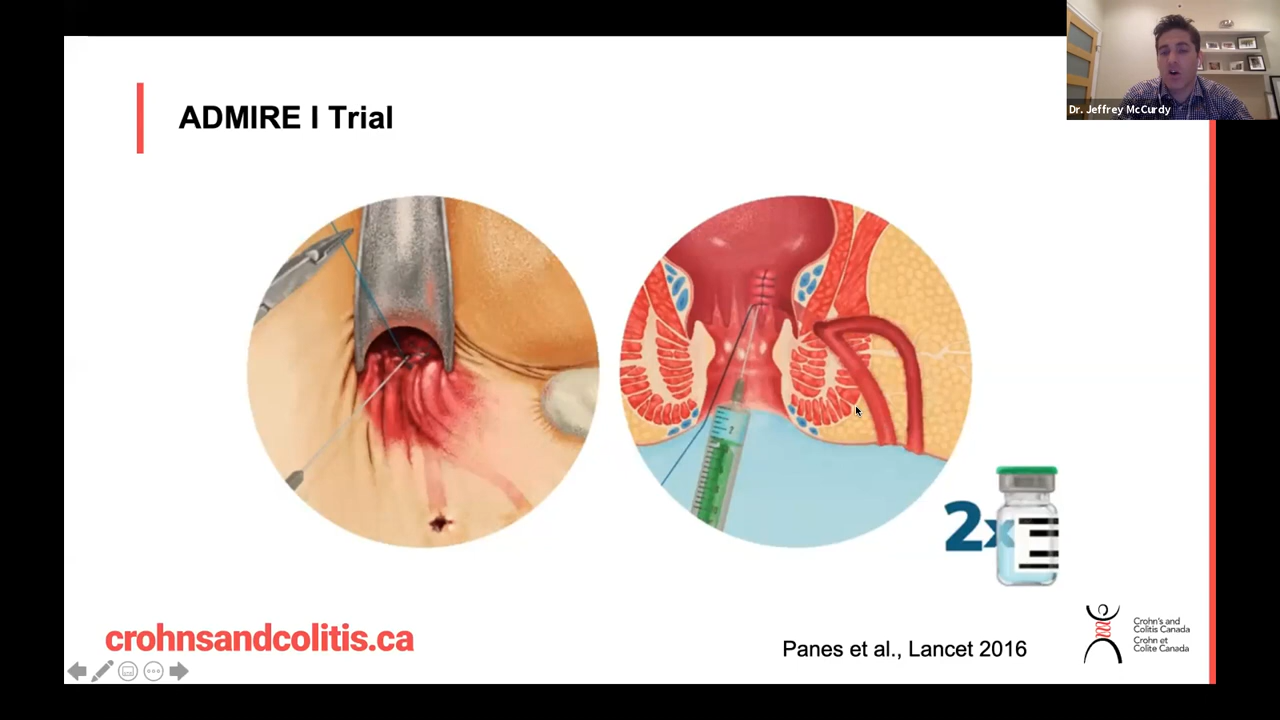 Dr. Jeffrey McCurdy
ADMIRE I Trial
2
2x
crohnsandcolitis.ca
Panes et al., Lancet 2016
Crohn's and
Colitis Canada
Crohn et
Colite Canada